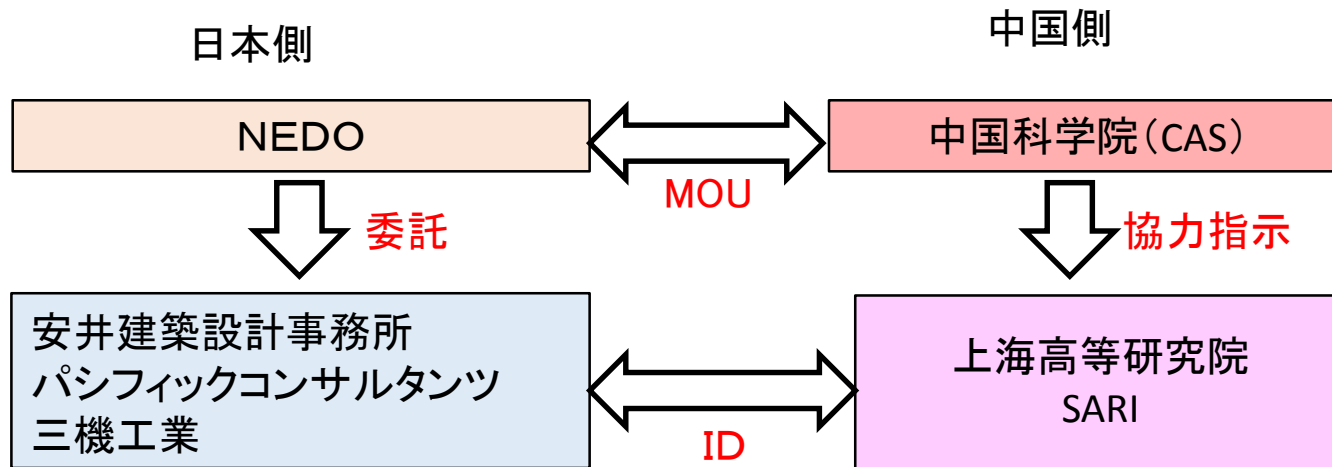 日本側
中国側
NEDO
中国科学院(CAS)
MOU
委託
協力指示
安井建築設計事務所
パシフィックコンサルタンツ
三機工業
上海高等研究院
SARI
ID